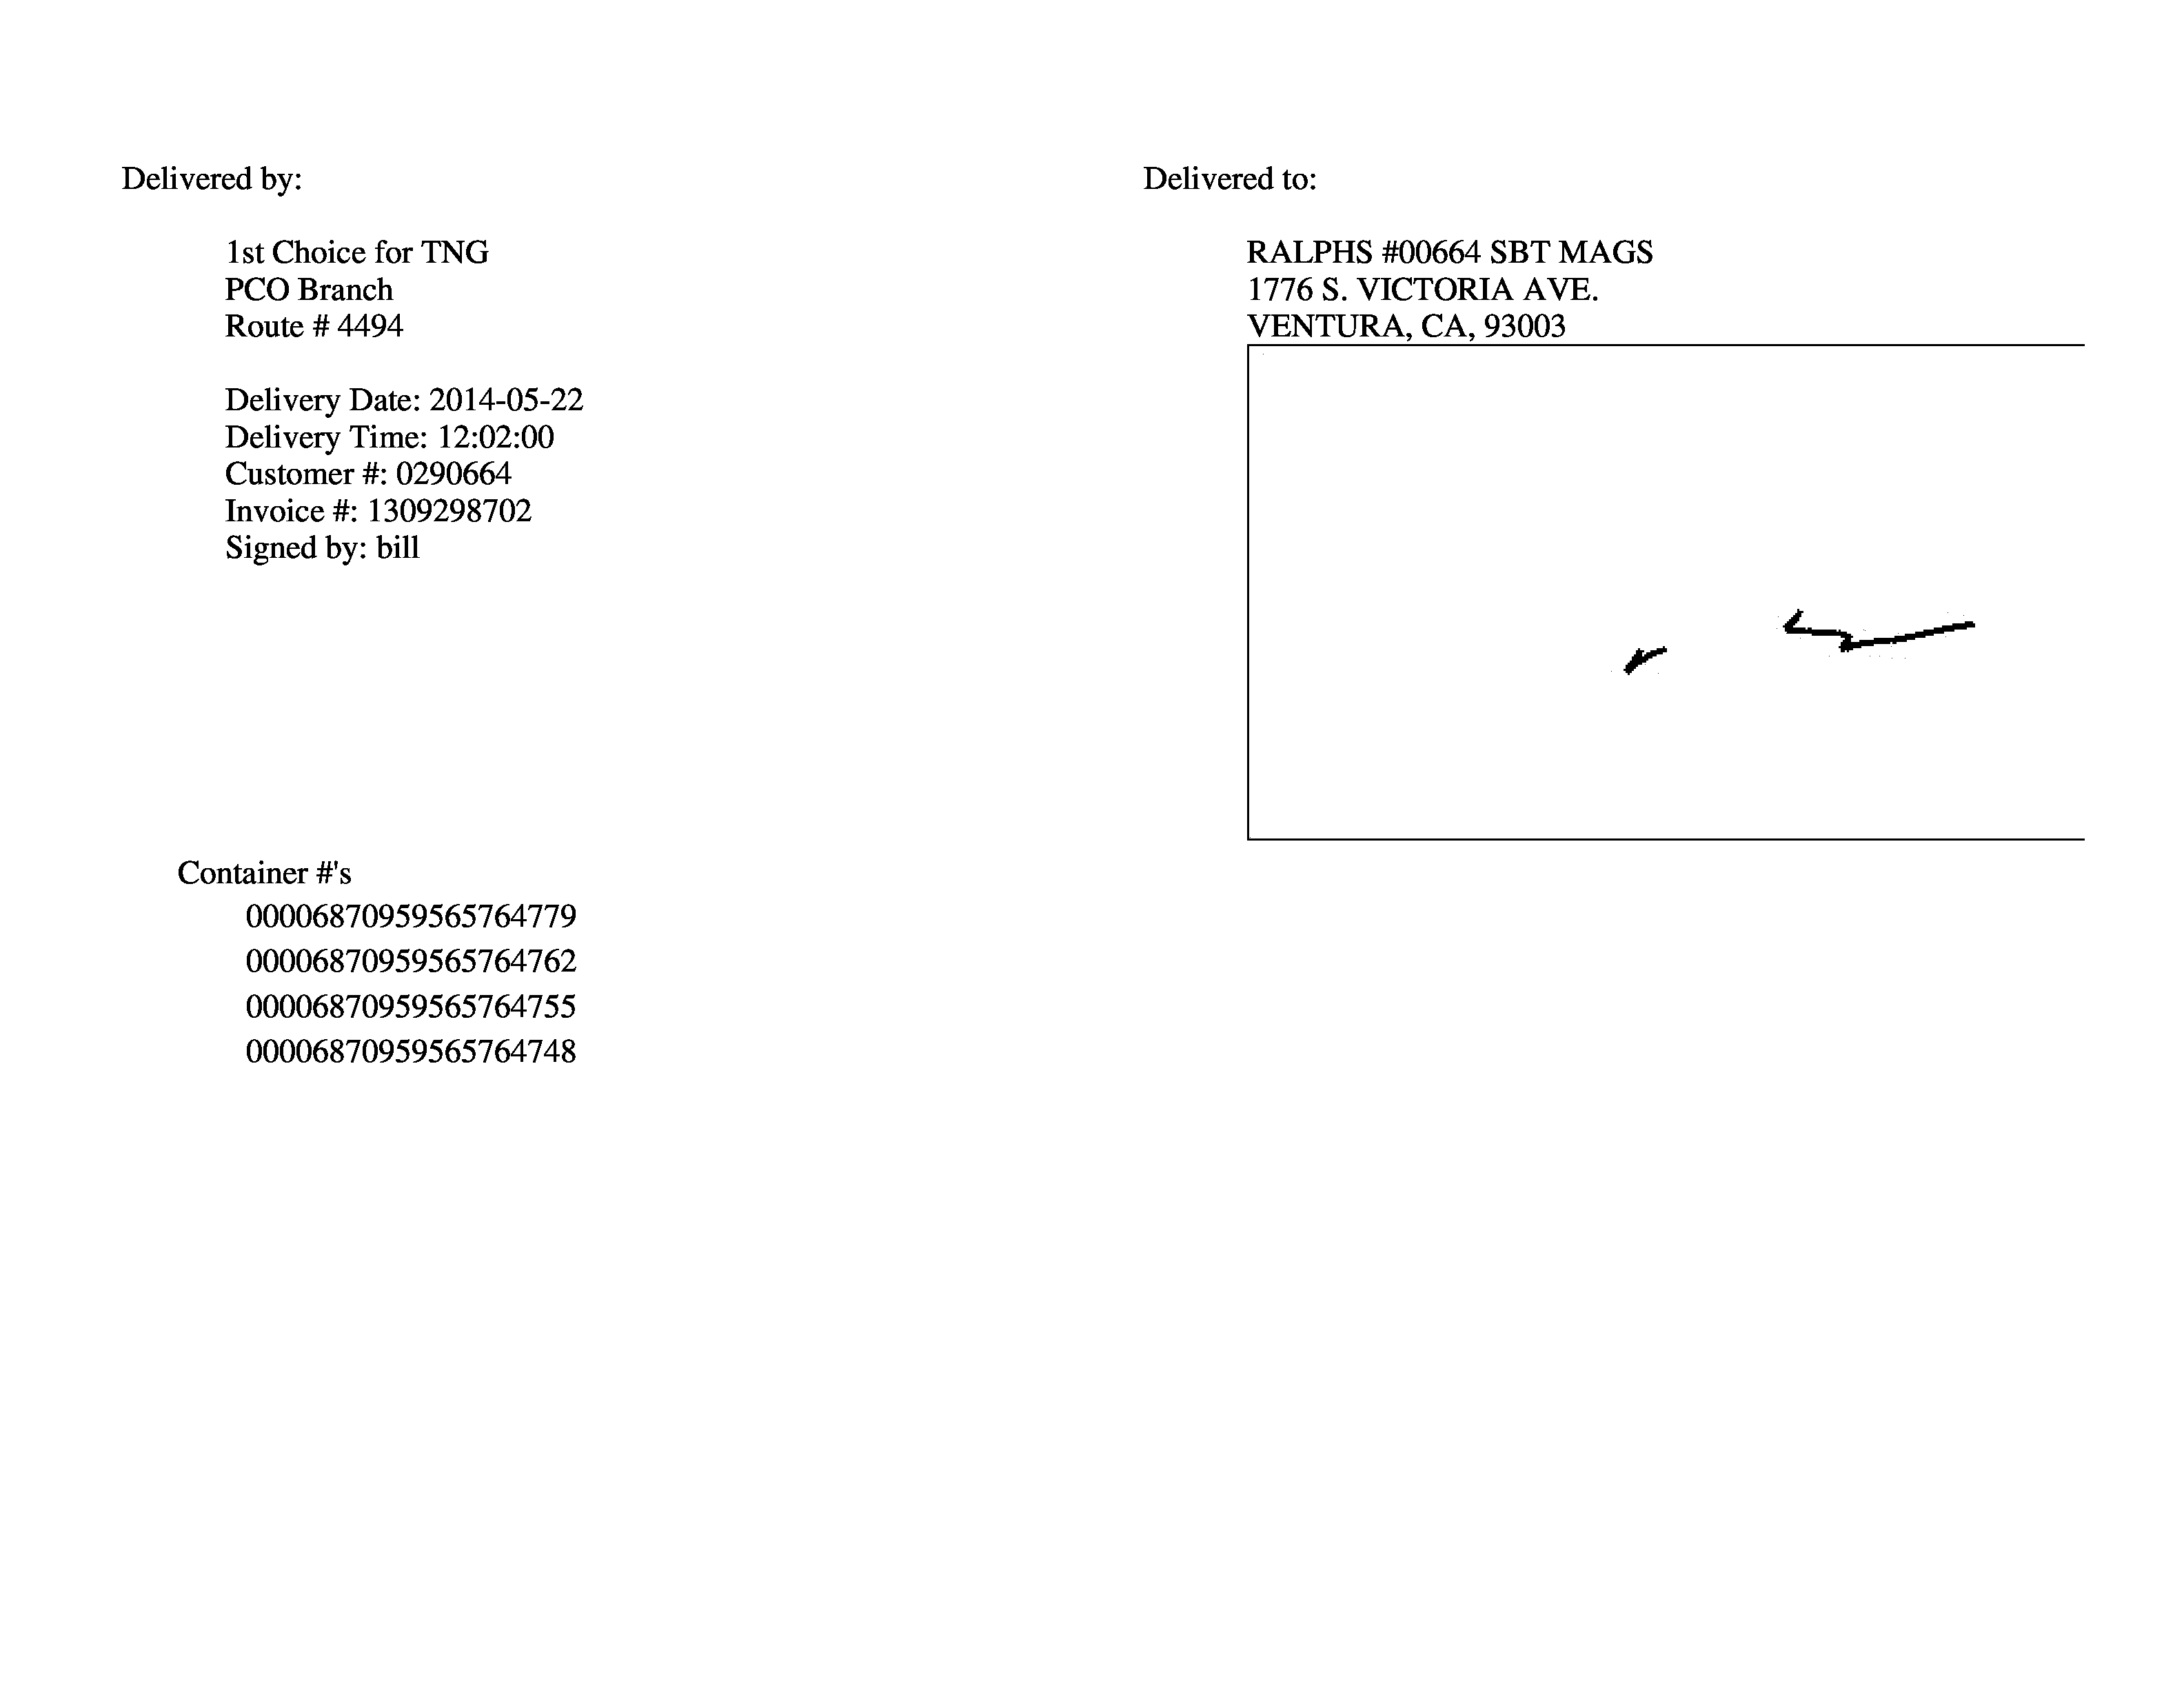 Delivered by:
1st Choice for TNG
PCO Branch
Route # 4494
Delivery Date: 2014-05-22
Delivery Time: 12:02:00
Customer #: 0290664
Invoice #: 1309298702
Signed by: bill
Delivered to:
RALPHS #00664 SBT MAGS
1776 S. VICTORIA AVE.
VENTURA, CA, 93003
Container #'s
00006870959565764779
00006870959565764762
00006870959565764755
00006870959565764748